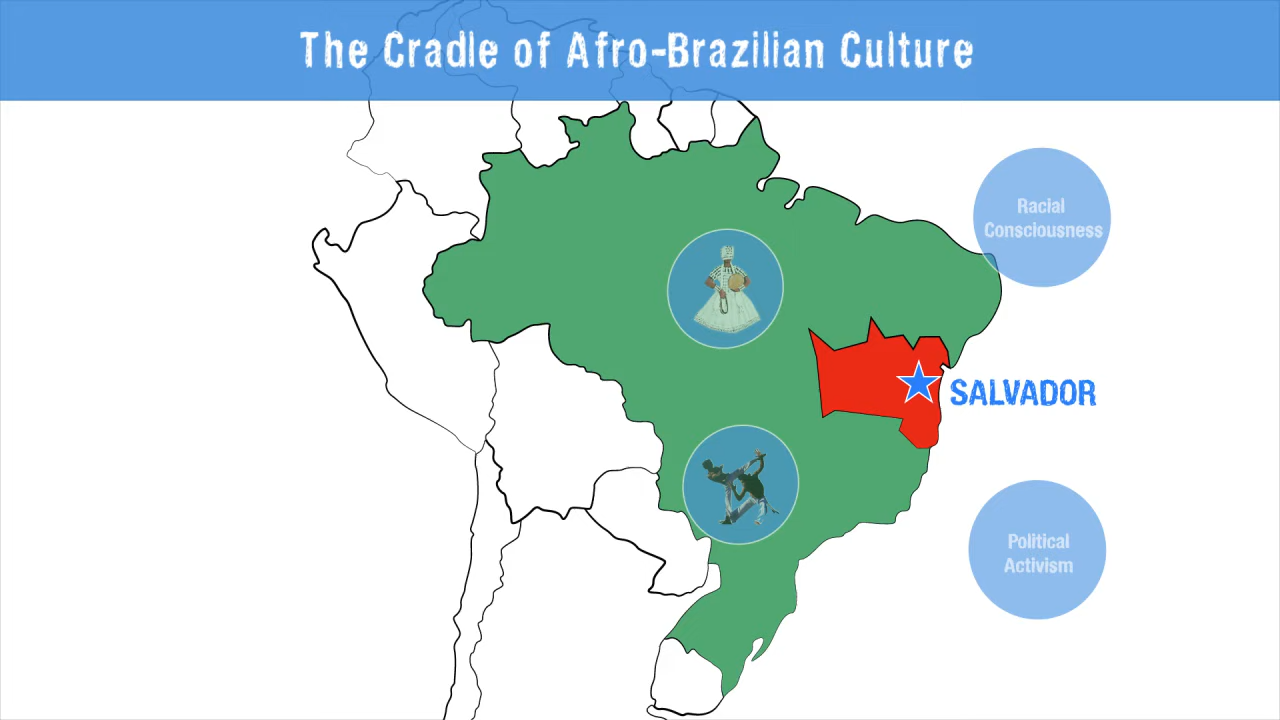 The Cradle of Afro-Brazilian Culture
Racial
Consciousness
SALVADOR
Political
Activism